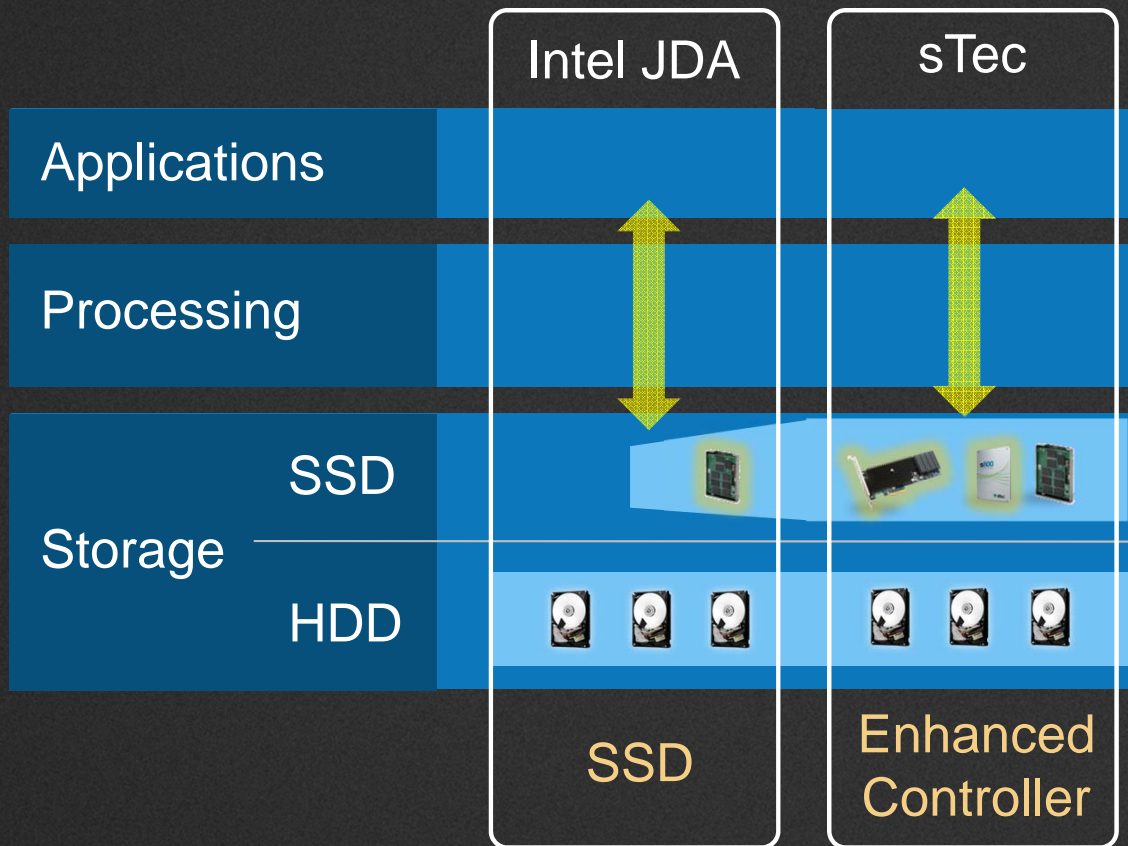 Intel JDA
sTec
Applications
Processing
SSD
Storage
HDD
SSD
Enhanced
Controller